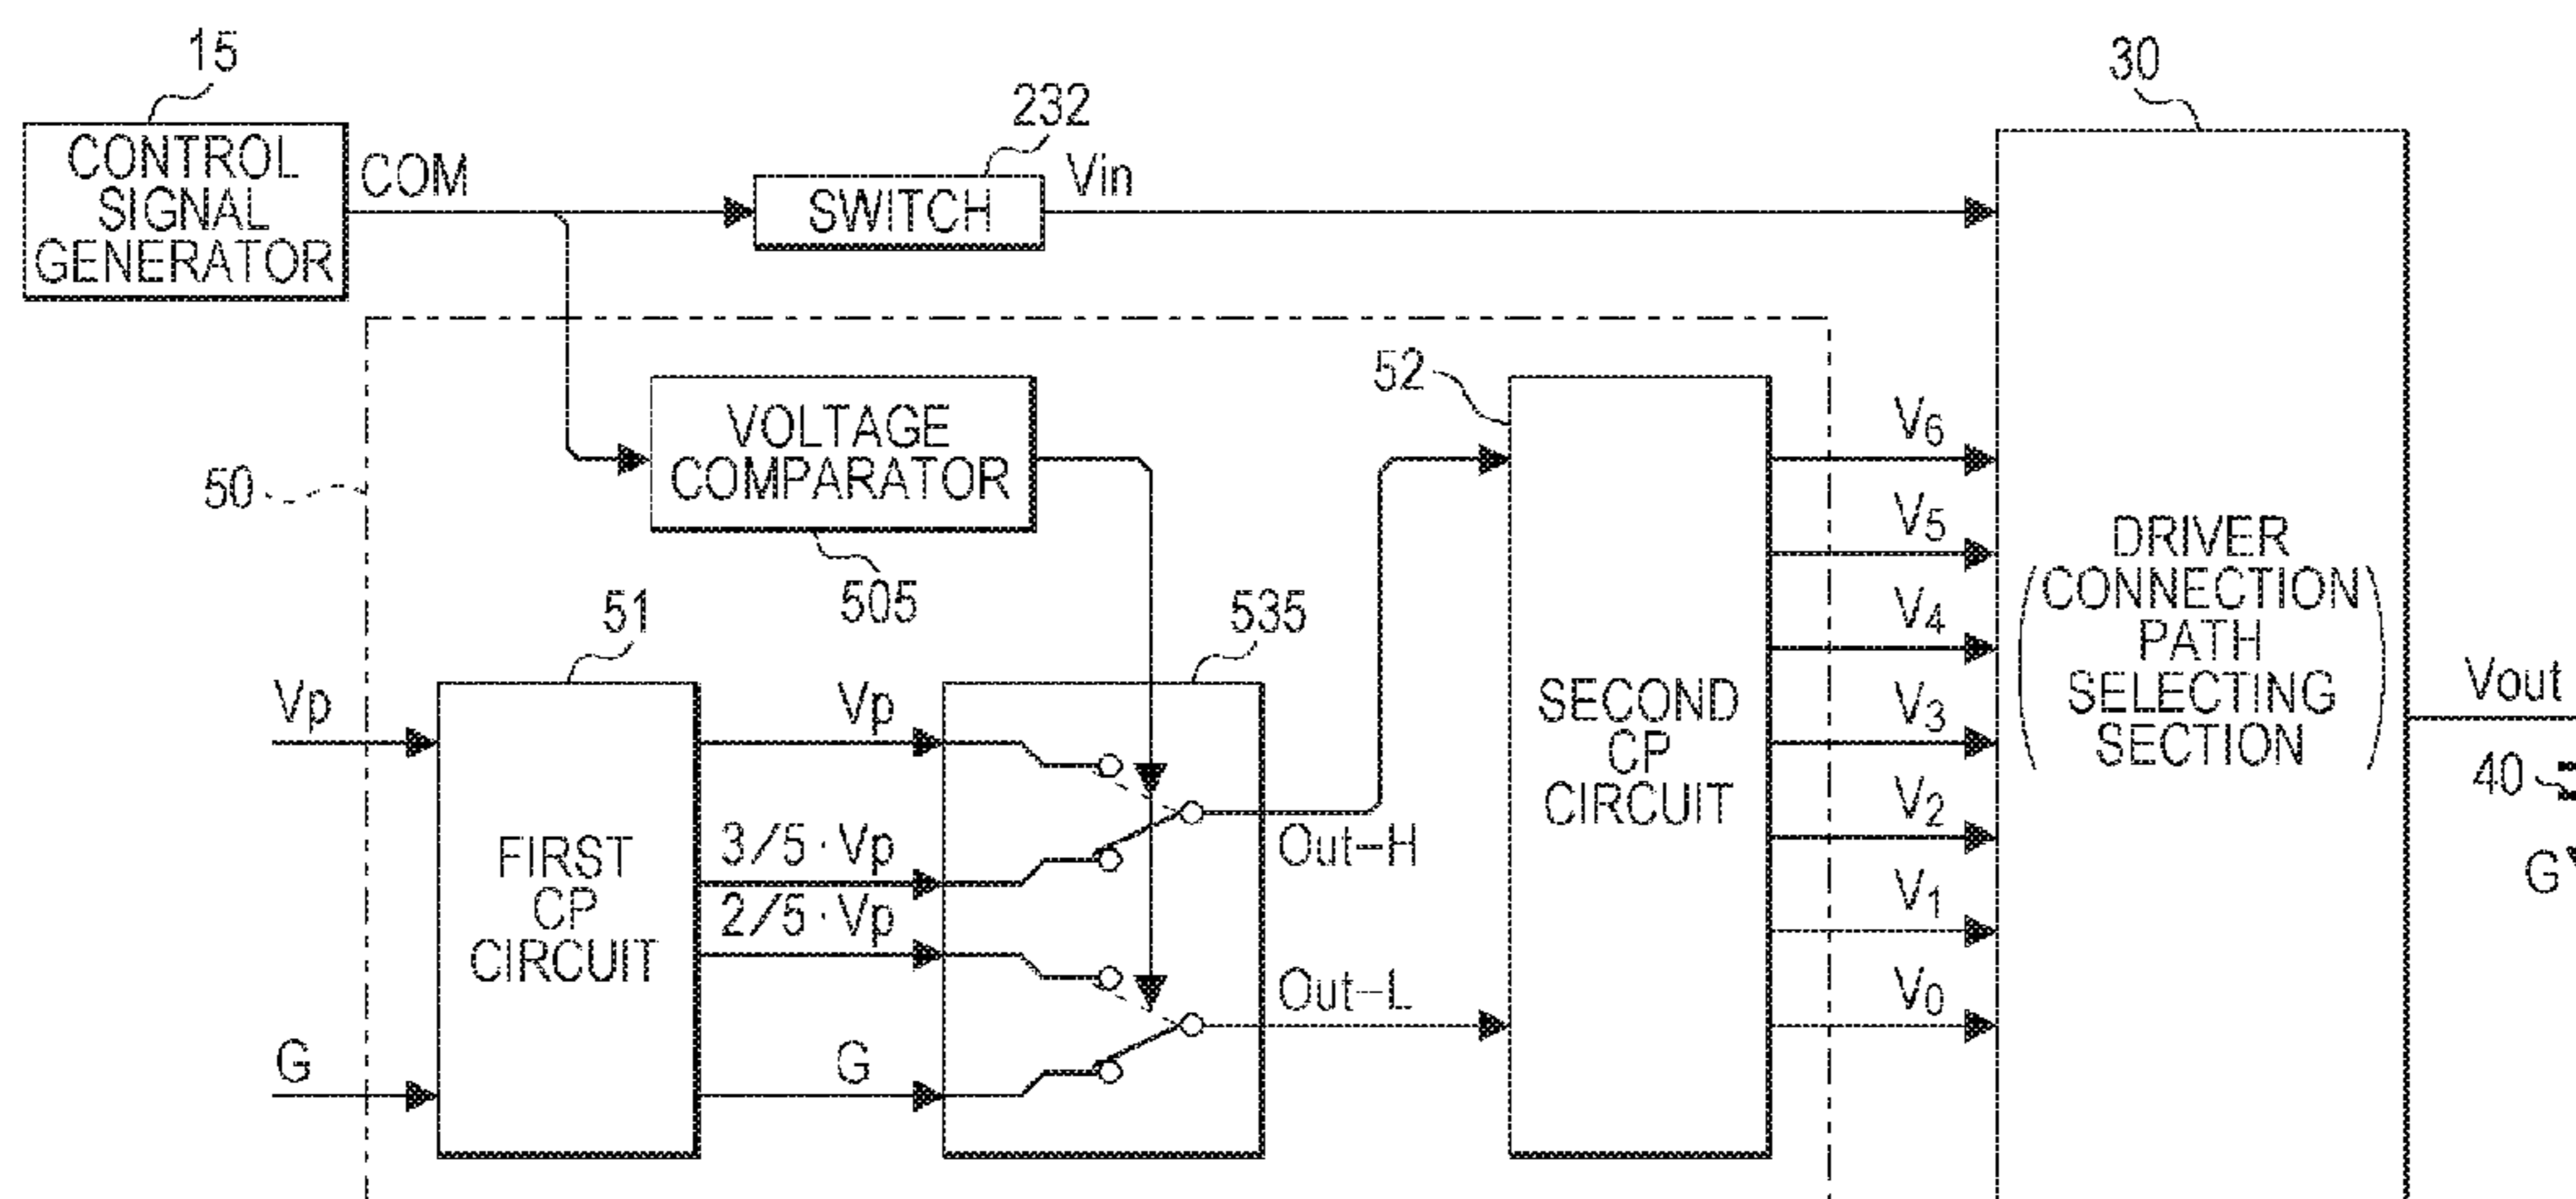 15
CONTROL
SIGNAL
GENERATOR
COM
232
SWITCH
Vin
30
50
VOLTAGE
COMPARATOR
505
52
51
535
Vp
G
FIRST
CP
CIRCUIT
Vp
3/5·Vp
2/5·Vp
G
Out-H
Out-L
SECOND
CP
CIRCUIT
V6
V5
V4
V3
V2
V1
V0
DRIVER
(CONNECTION
PATH
SELECTING
SECTION)
Vout
40
G